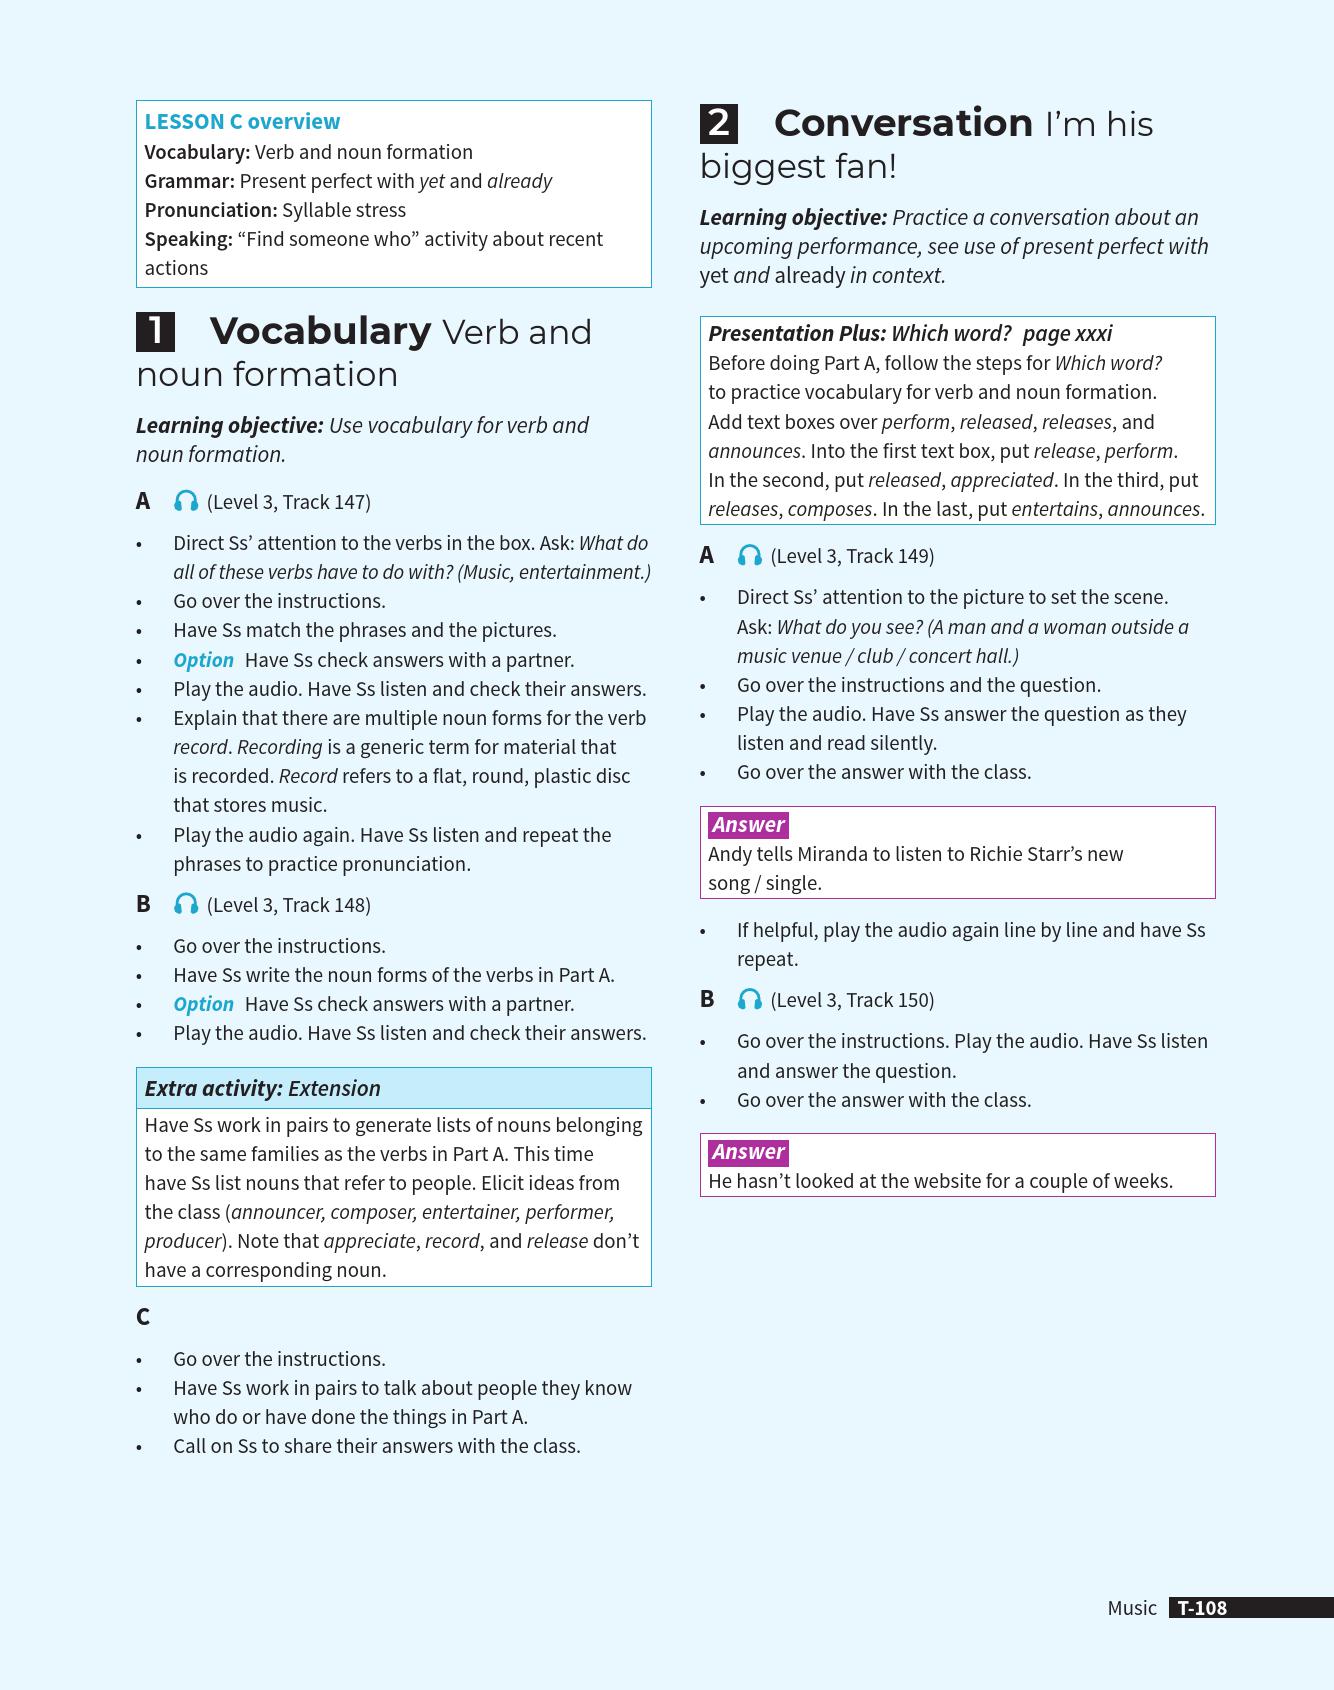 LESSON C overview
Vocabulary: Verb and noun formation
Grammar: Present perfect with yet and already
Pronunciation: Syllable stress
Speaking: “Find someone who” activity about recent
actions
1 Vocabulary Verb and
noun formation
Learning objective: Use vocabulary for verb and
noun formation.
A (Level 3, Track 147)
• Direct Ss’ attention to the verbs in the box. Ask: What do
all of these verbs have to do with? (Music, entertainment.)
• Go over the instructions.
• Have Ss match the phrases and the pictures.
• Option Have Ss check answers with a partner.
• Play the audio. Have Ss listen and check their answers.
• Explain that there are multiple noun forms for the verb
record. Recording is a generic term for material that
is recorded. Record refers to a flat, round, plastic disc
that stores music.
• Play the audio again. Have Ss listen and repeat the
phrases to practice pronunciation.
B (Level 3, Track 148)
• Go over the instructions.
• Have Ss write the noun forms of the verbs in Part A.
• Option Have Ss check answers with a partner.
• Play the audio. Have Ss listen and check their answers.
Extra activity: Extension
Have Ss work in pairs to generate lists of nouns belonging
to the same families as the verbs in Part A. This time
have Ss list nouns that refer to people. Elicit ideas from
the class (announcer, composer, entertainer, performer,
producer). Note that appreciate, record, and release don’t
have a corresponding noun.
C
• Go over the instructions.
• Have Ss work in pairs to talk about people they know
who do or have done the things in Part A.
• Call on Ss to share their answers with the class.
2 Conversation I’m his
biggest fan!
Learning objective: Practice a conversation about an
upcoming performance, see use of present perfect with
yet and already in context.
Presentation Plus: Which word? page xxxi
Before doing Part A, follow the steps for Which word?
to practice vocabulary for verb and noun formation.
Add text boxes over perform, released, releases, and
announces. Into the first text box, put release, perform.
In the second, put released, appreciated. In the third, put
releases, composes. In the last, put entertains, announces.
A (Level 3, Track 149)
• Direct Ss’ attention to the picture to set the scene.
Ask: What do you see? (A man and a woman outside a
music venue / club / concert hall.)
• Go over the instructions and the question.
• Play the audio. Have Ss answer the question as they
listen and read silently.
• Go over the answer with the class.
Answer
Andy tells Miranda to listen to Richie Starr’s new
song / single.
• If helpful, play the audio again line by line and have Ss
repeat.
B (Level 3, Track 150)
• Go over the instructions. Play the audio. Have Ss listen
and answer the question.
• Go over the answer with the class.
Answer
He hasn’t looked at the website for a couple of weeks.
Music T-108